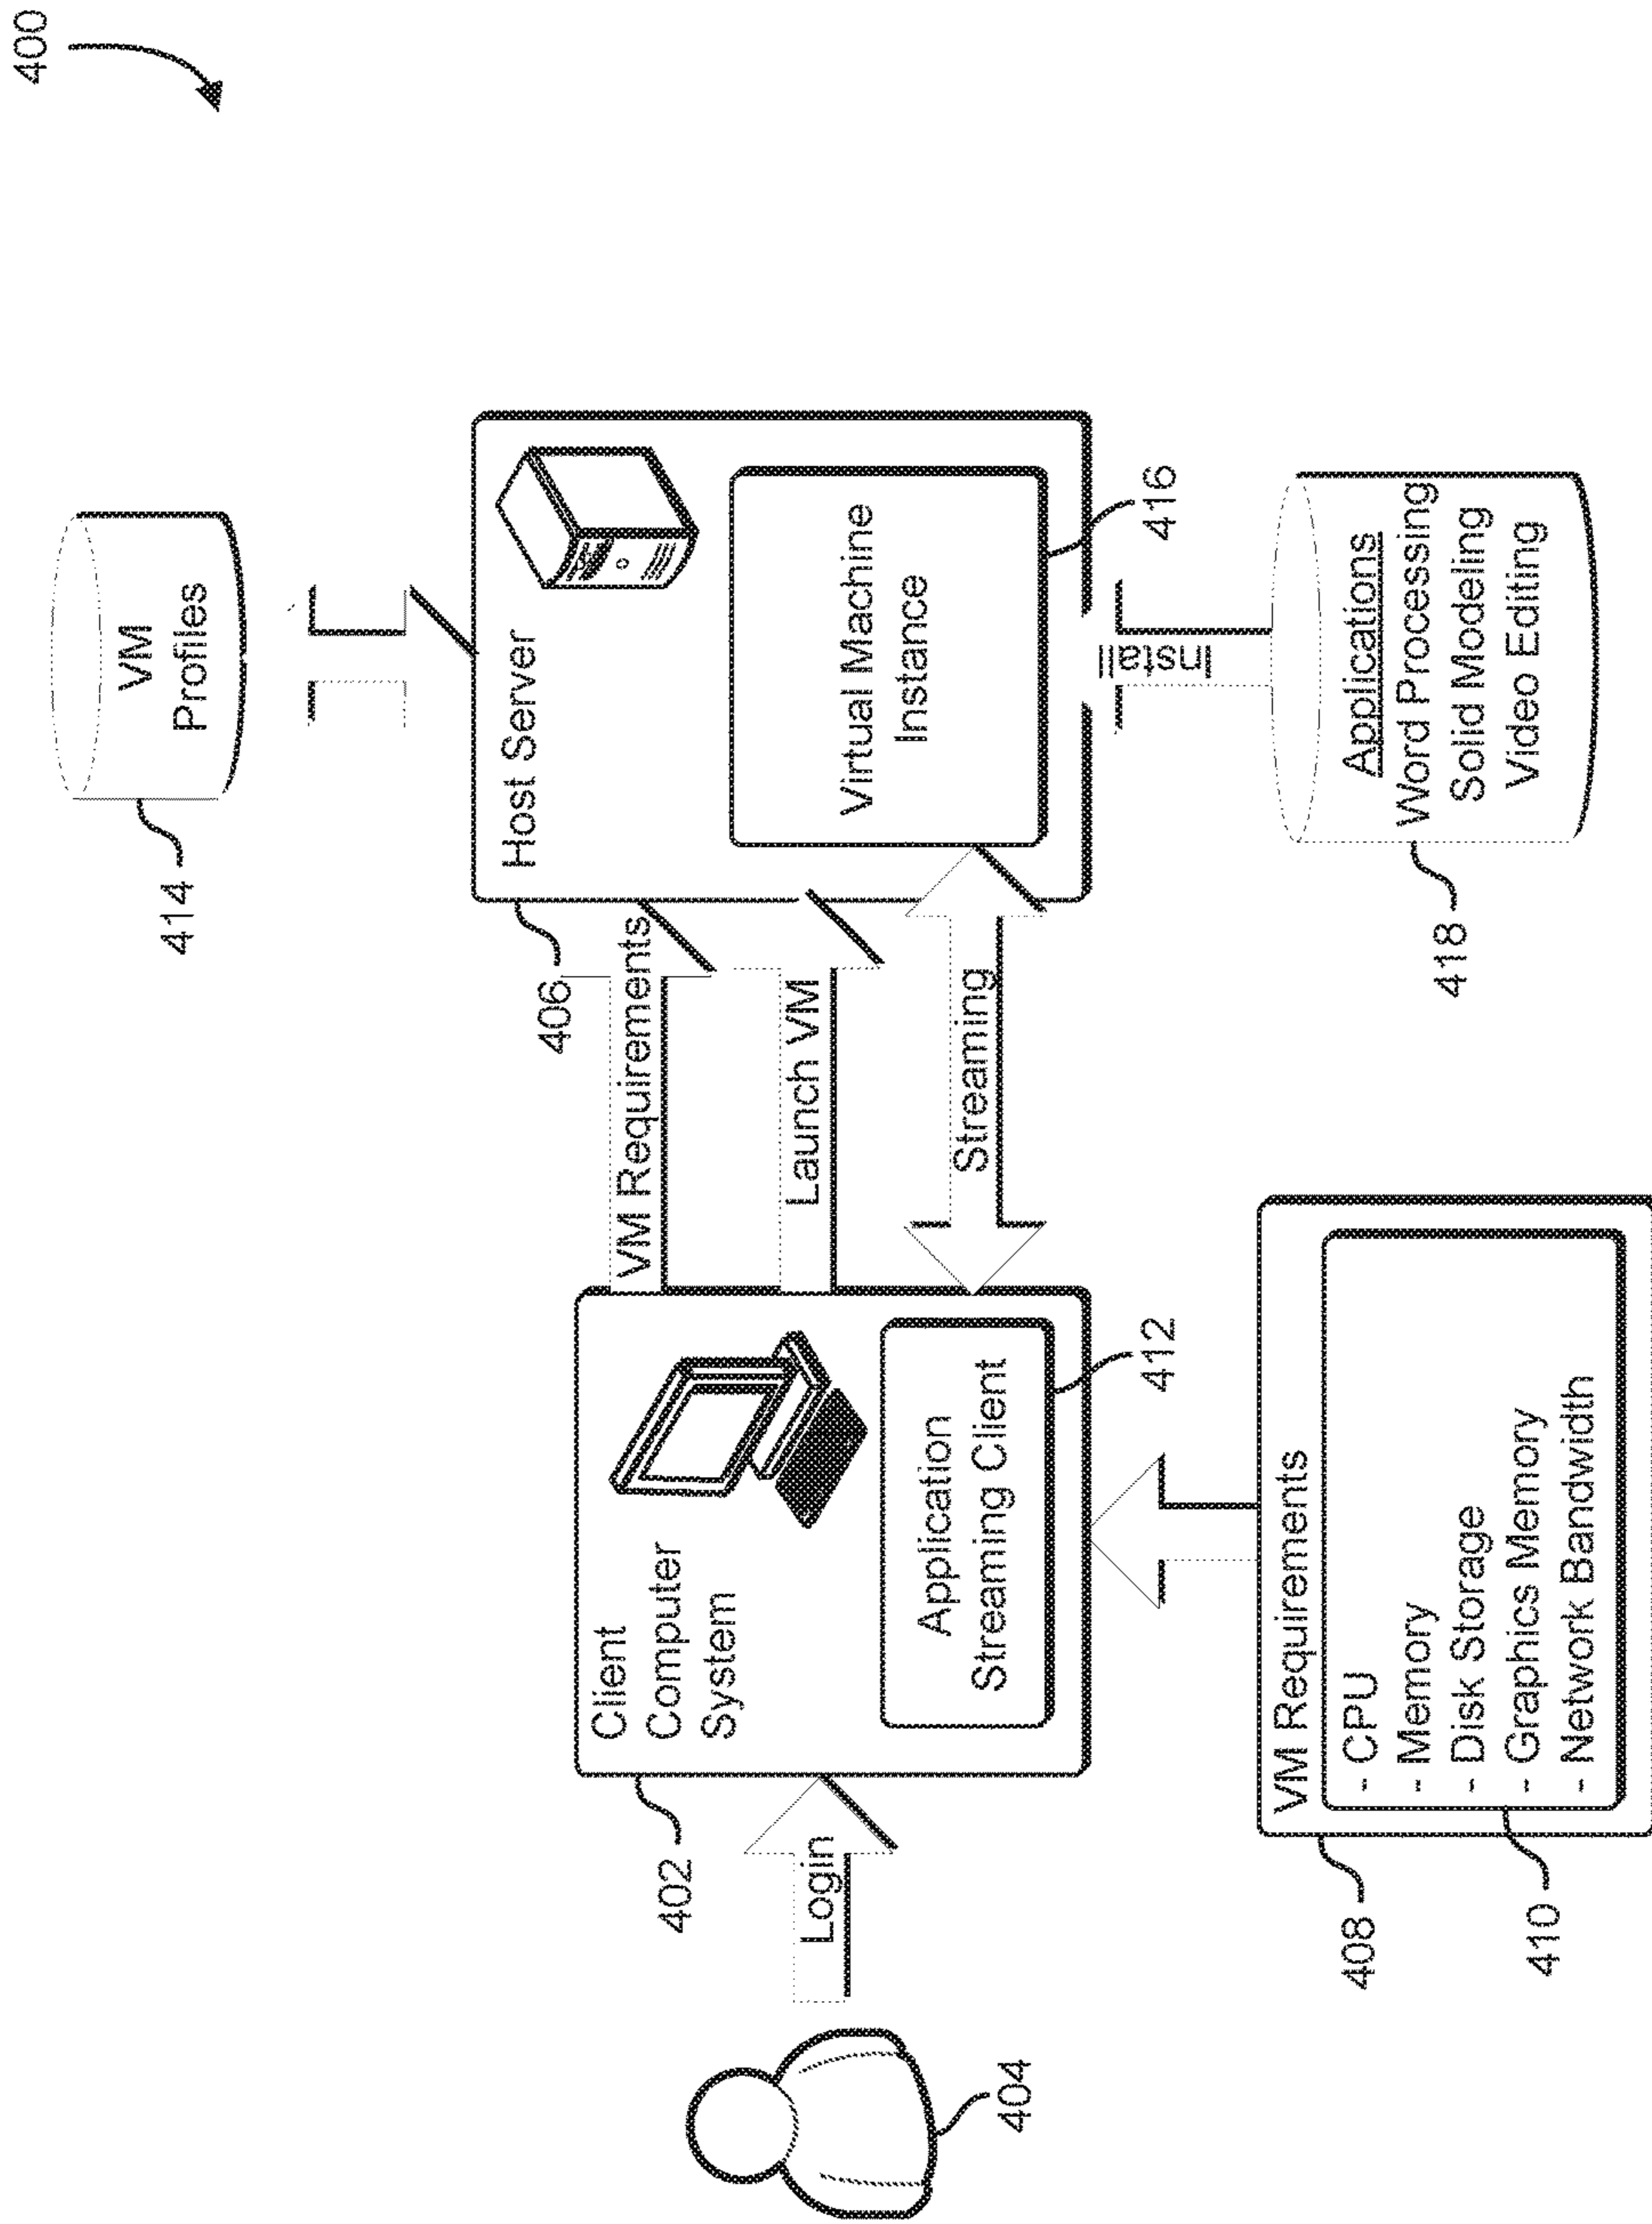 400
VM
Profiles
414
Host Server
406
Virtual Machine
Instance
416
VM Requirements
Launch VM
Streaming
Install
Applications
Word Processing
Solid Modeling
Video Editing
418
Client
Computer
System
402
Application
Streaming Client
412
Login
404
VM Requirements
408
- CPU
- Memory
- Disk Storage
- Graphics Memory
- Network Bandwidth
410